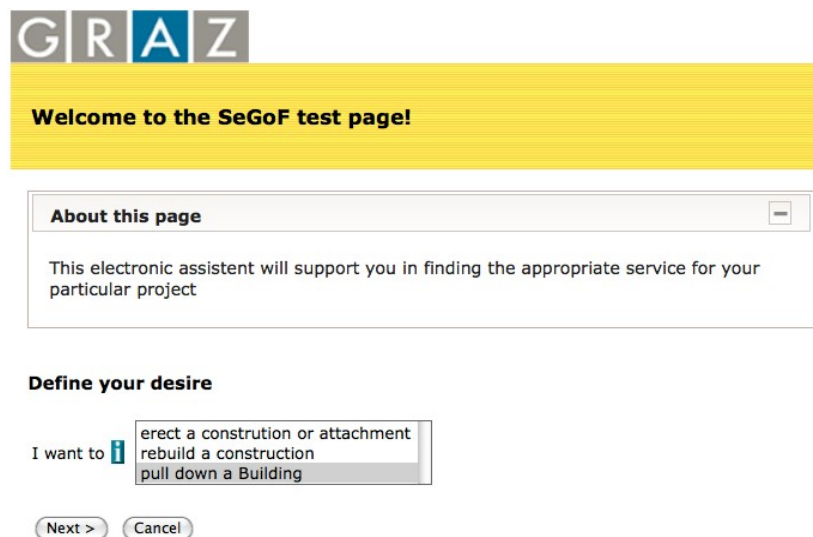 GRAZ
Welcome to the SeGoF test page!
About this page
This electronic assistent will support you in finding the appropriate service for your
particular project
Define your desire
I want to i
erect a constrution or attachment
rebuild a construction
pull down a Building
Next > Cancel